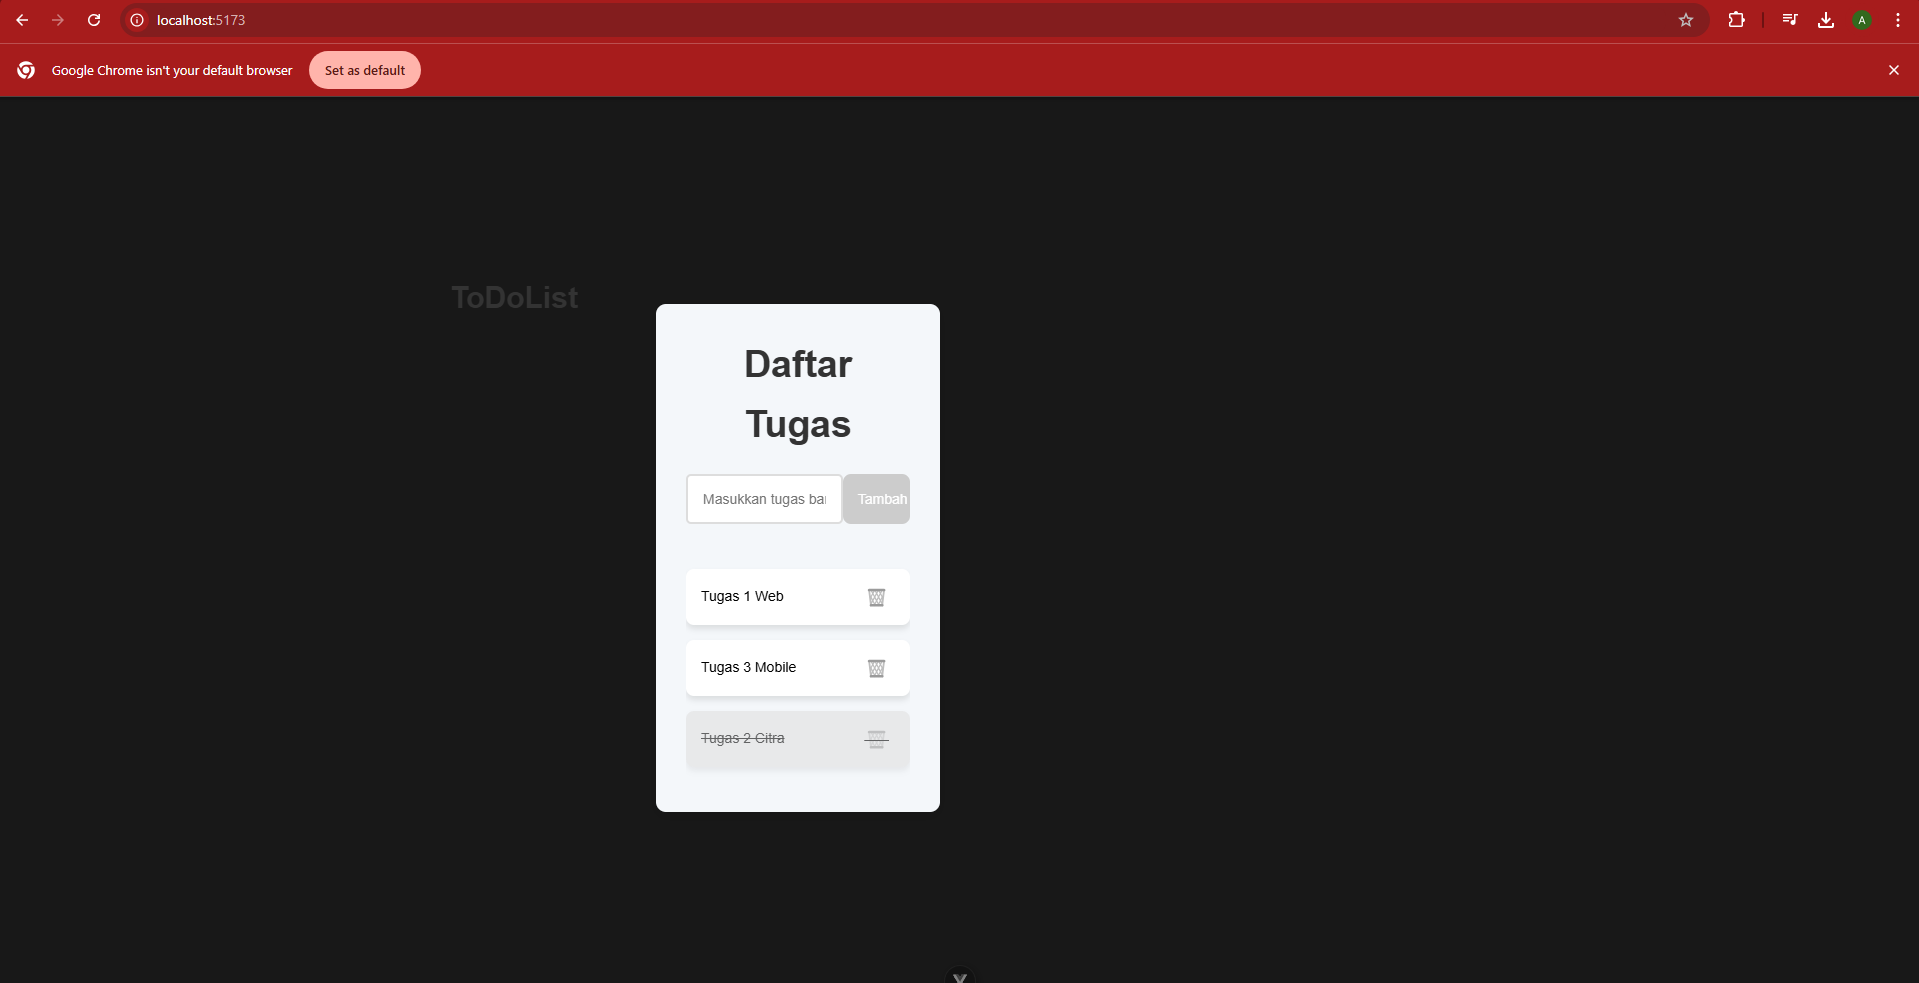 localhost:5173
A
Google Chrome isn't your default browser
Set as default
ToDoList
Daftar
Tugas
Masukkan tugas bar
Tambah
Tugas 1 Web
Tugas 3 Mobile
Tugas 2 Citra